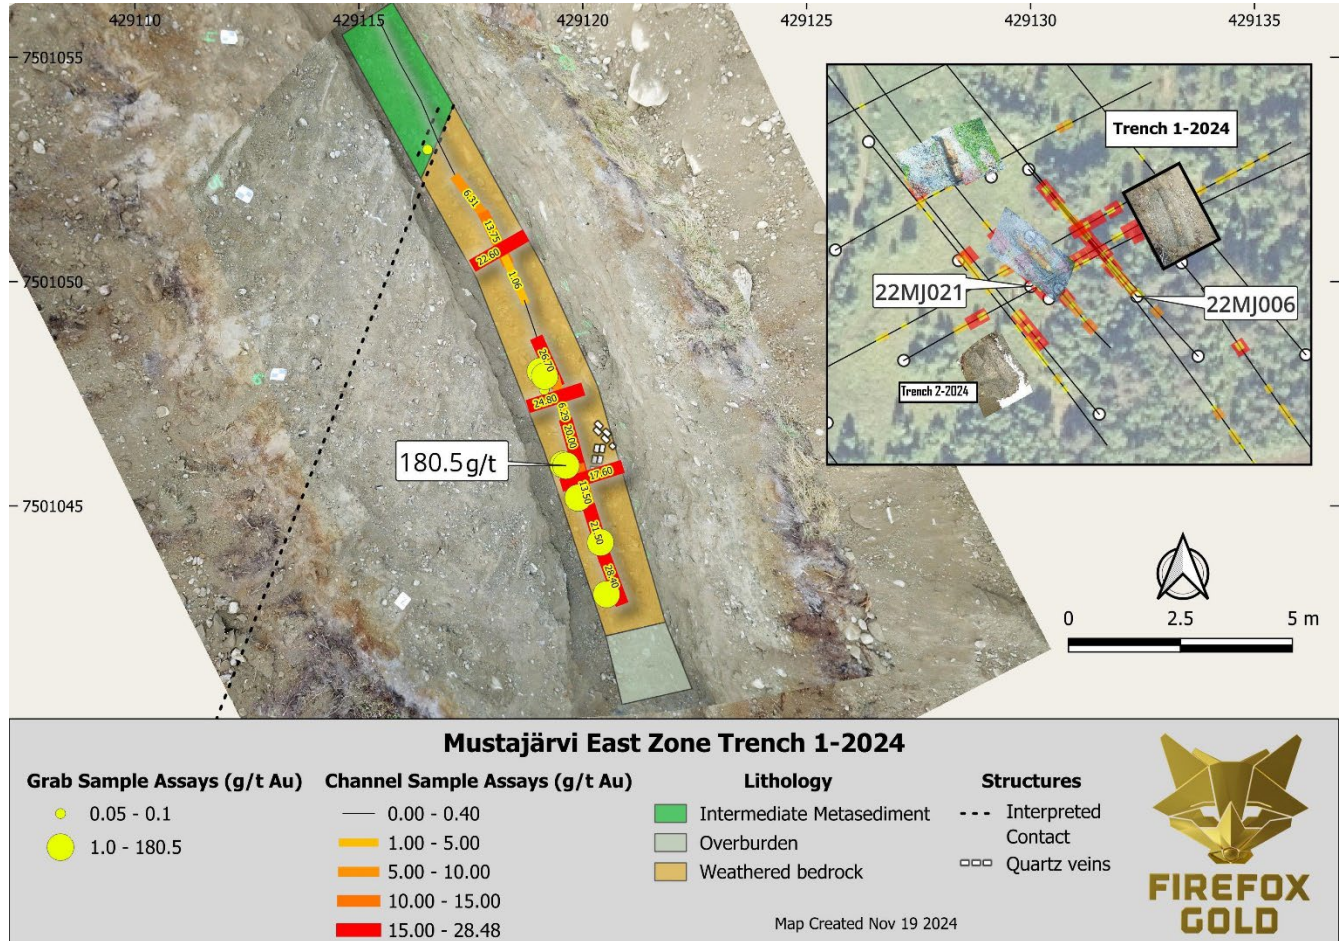 429110
429115
429120
429125
429130
429135
7501055
7501050
7501045
6.31
13.75
22.60
1.06
26.70
24.80
6.29
20.00
17.60
13.50
21.50
28.40
180.5g/t
Trench 1-2024
22MJ021
22MJ006
Trench 2-2024
0 2.5 5 m
Mustajärvi East Zone Trench 1-2024
Grab Sample Assays (g/t Au)
0.05 - 0.1
1.0 - 180.5
Channel Sample Assays (g/t Au)
0.00 - 0.40
1.00 - 5.00
5.00 - 10.00
10.00 - 15.00
15.00 - 28.48
Lithology
Intermediate Metasediment
Overburden
Weathered bedrock
Structures
Interpreted
Contact
Quartz veins
Map Created Nov 19 2024
FIREFOX
GOLD